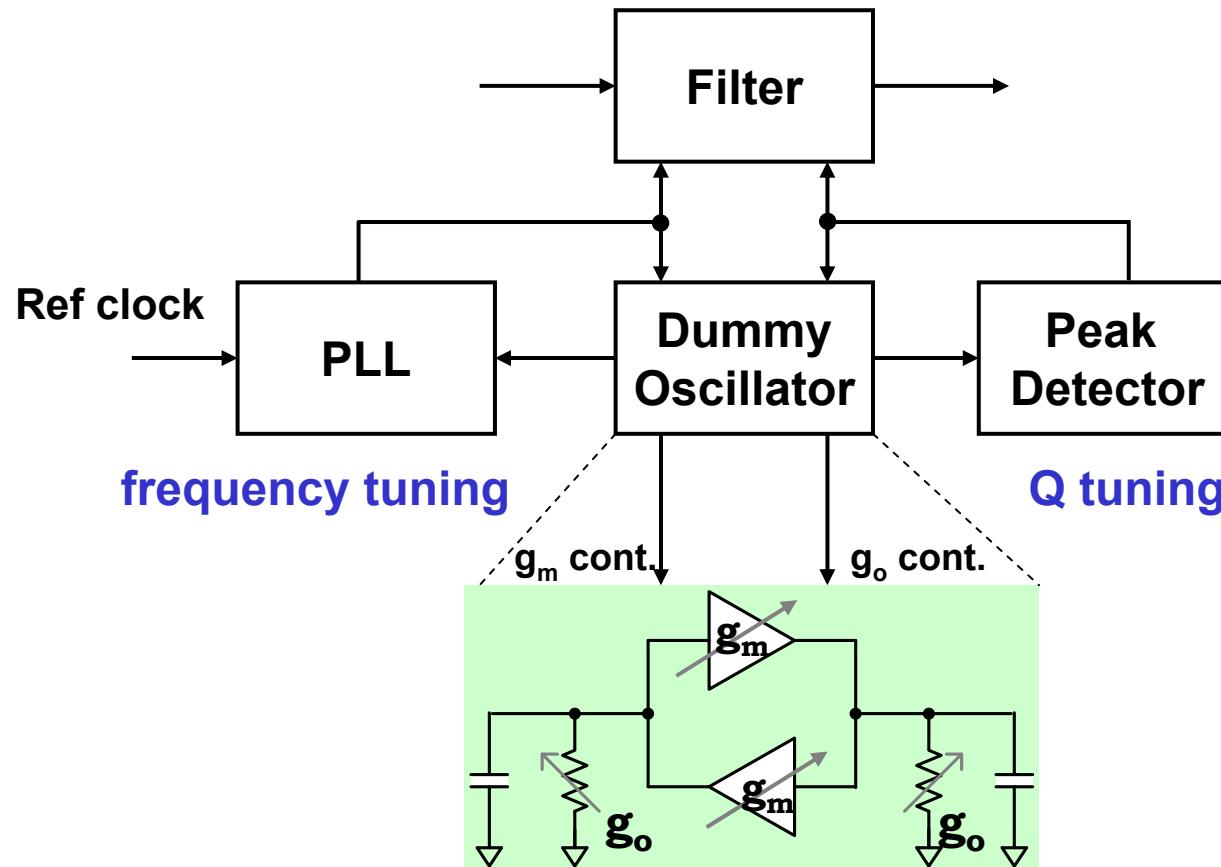 Filter
Ref clock
PLL
Dummy
Oscillator
Peak
Detector
frequency tuning
Q tuning
gm cont.
go cont.
gm
gm
go
go